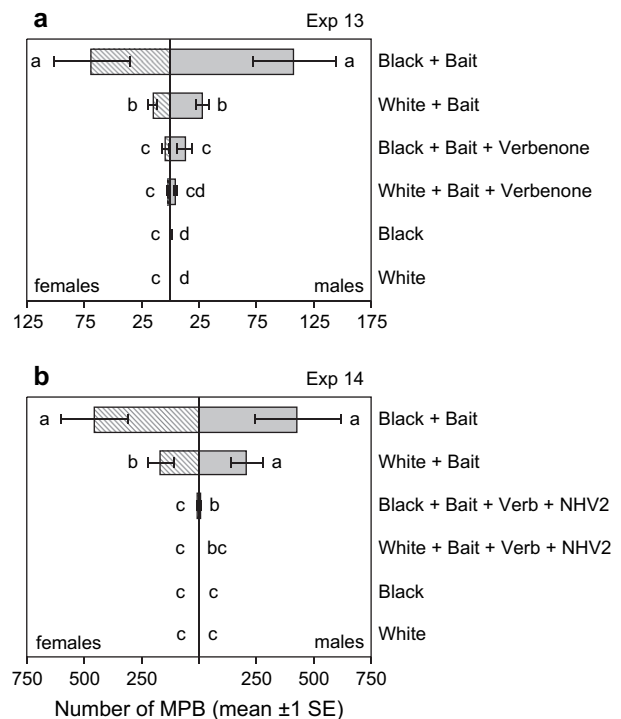 a Exp 13
a a Black + Bait
b b White + Bait
c c Black + Bait + Verbenone
c cd White + Bait + Verbenone
c d Black
c d White
females males
125 75 25 25 75 125 175
b Exp 14
a a Black + Bait
b a White + Bait
c b Black + Bait + Verb + NHV2
c bc White + Bait + Verb + NHV2
c c Black
c c White
females males
750 500 250 250 500 750
Number of MPB (mean ±1 SE)